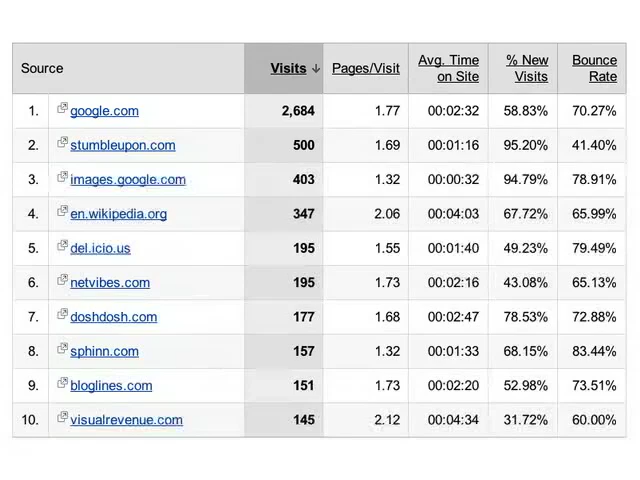 Source Visits ↓ Pages/Visit Avg. Time on Site % New Visits Bounce Rate
1. google.com 2,684 1.77 00:02:32 58.83% 70.27%
2. stumbleupon.com 500 1.69 00:01:16 95.20% 41.40%
3. images.google.com 403 1.32 00:00:32 94.79% 78.91%
4. en.wikipedia.org 347 2.06 00:04:03 67.72% 65.99%
5. del.icio.us 195 1.55 00:01:40 49.23% 79.49%
6. netvibes.com 195 1.73 00:02:16 43.08% 65.13%
7. doshdosh.com 177 1.68 00:02:47 78.53% 72.88%
8. sphinn.com 157 1.32 00:01:33 68.15% 83.44%
9. bloglines.com 151 1.73 00:02:20 52.98% 73.51%
10. visualrevenue.com 145 2.12 00:04:34 31.72% 60.00%